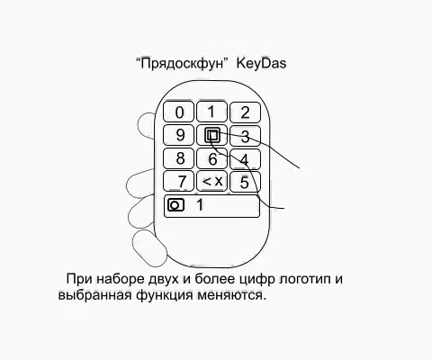 “Прядоскфун” KeyDas
0 1 2
9 3
8 6 4
7 <x 5
1
При наборе двух и более цифр логотип и
выбранная функция меняются.